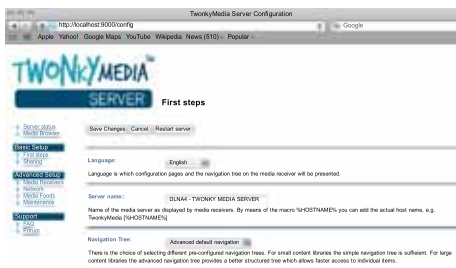 TwonkyMedia Server Configuration
http://localhost:9000/config
Google
Apple Yahoo! Google Maps YouTube Wikipedia News (510) Popular
TWONKYMEDIA™
SERVER
First steps
Server status
Media Browser
Save Changes Cancel Restart server
Basic Setup
First steps
Sharing
Language:
English
Language is which configuration pages and the navigation tree on the media receiver will be presented.
Advanced Setup
Media Receivers
Network
Media Feeds
Maintenance
Server name::
DLNA4 - TWONKY MEDIA SERVER
Name of the media server as displayed by media receivers. By means of the macro %HOSTNAME% you can add the actual host name, e.g.
TwonkyMedia [%HOSTNAME%]
Support
FAQ
Forum
Navigation Tree:
Advanced default navigation
There is the choice of selecting different pre-configured navigation trees. For small content libraries the simple navigation tree is suffieient. For large
content libraries the advanced navigation tree provides a better structured tree which allows faster access to individual items.